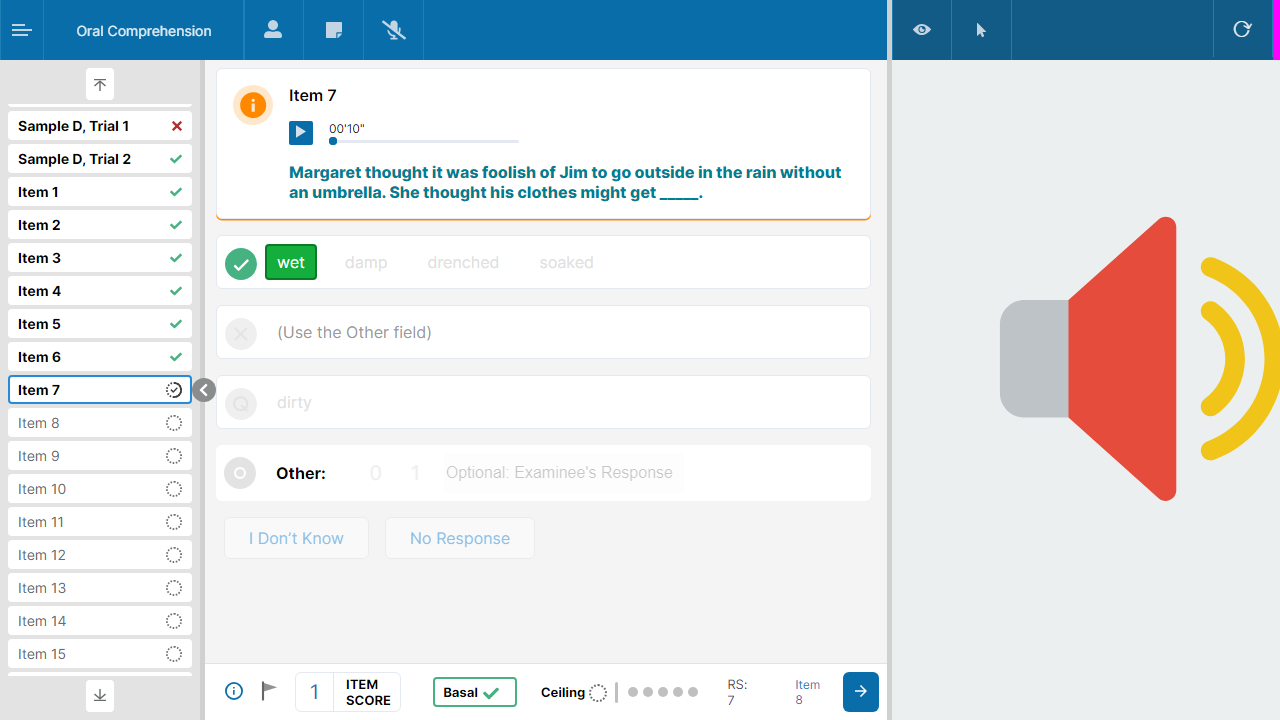 Oral Comprehension
Sample D, Trial 1
Sample D, Trial 2
Item 1
Item 2
Item 3
Item 4
Item 5
Item 6
Item 7
Item 8
Item 9
Item 10
Item 11
Item 12
Item 13
Item 14
Item 15
Item 7
00'10"
Margaret thought it was foolish of Jim to go outside in the rain without
an umbrella. She thought his clothes might get _____.
wet damp drenched soaked
(Use the Other field)
Q dirty
Other: 0 1 Optional: Examinee's Response
I Don’t Know No Response
1 ITEM SCORE
Basal
Ceiling
RS: 7
Item 8